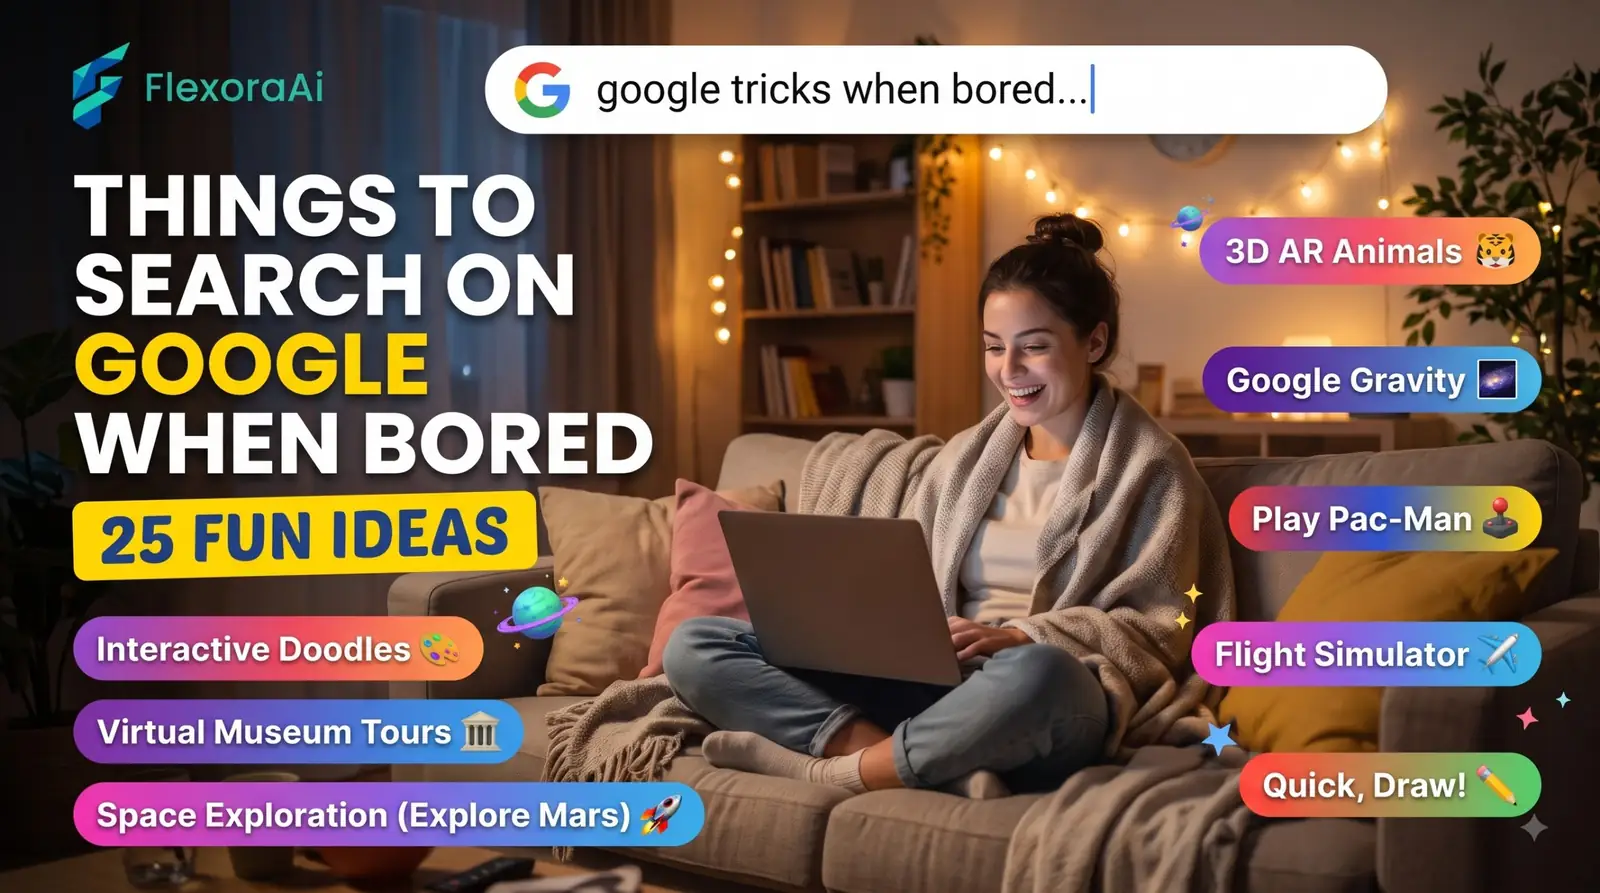 FlexoraAi
google tricks when bored...
THINGS TO
SEARCH ON
GOOGLE
WHEN BORED
25 FUN IDEAS
Interactive Doodles
Virtual Museum Tours
Space Exploration (Explore Mars)
3D AR Animals
Google Gravity
Play Pac-Man
Flight Simulator
Quick, Draw!